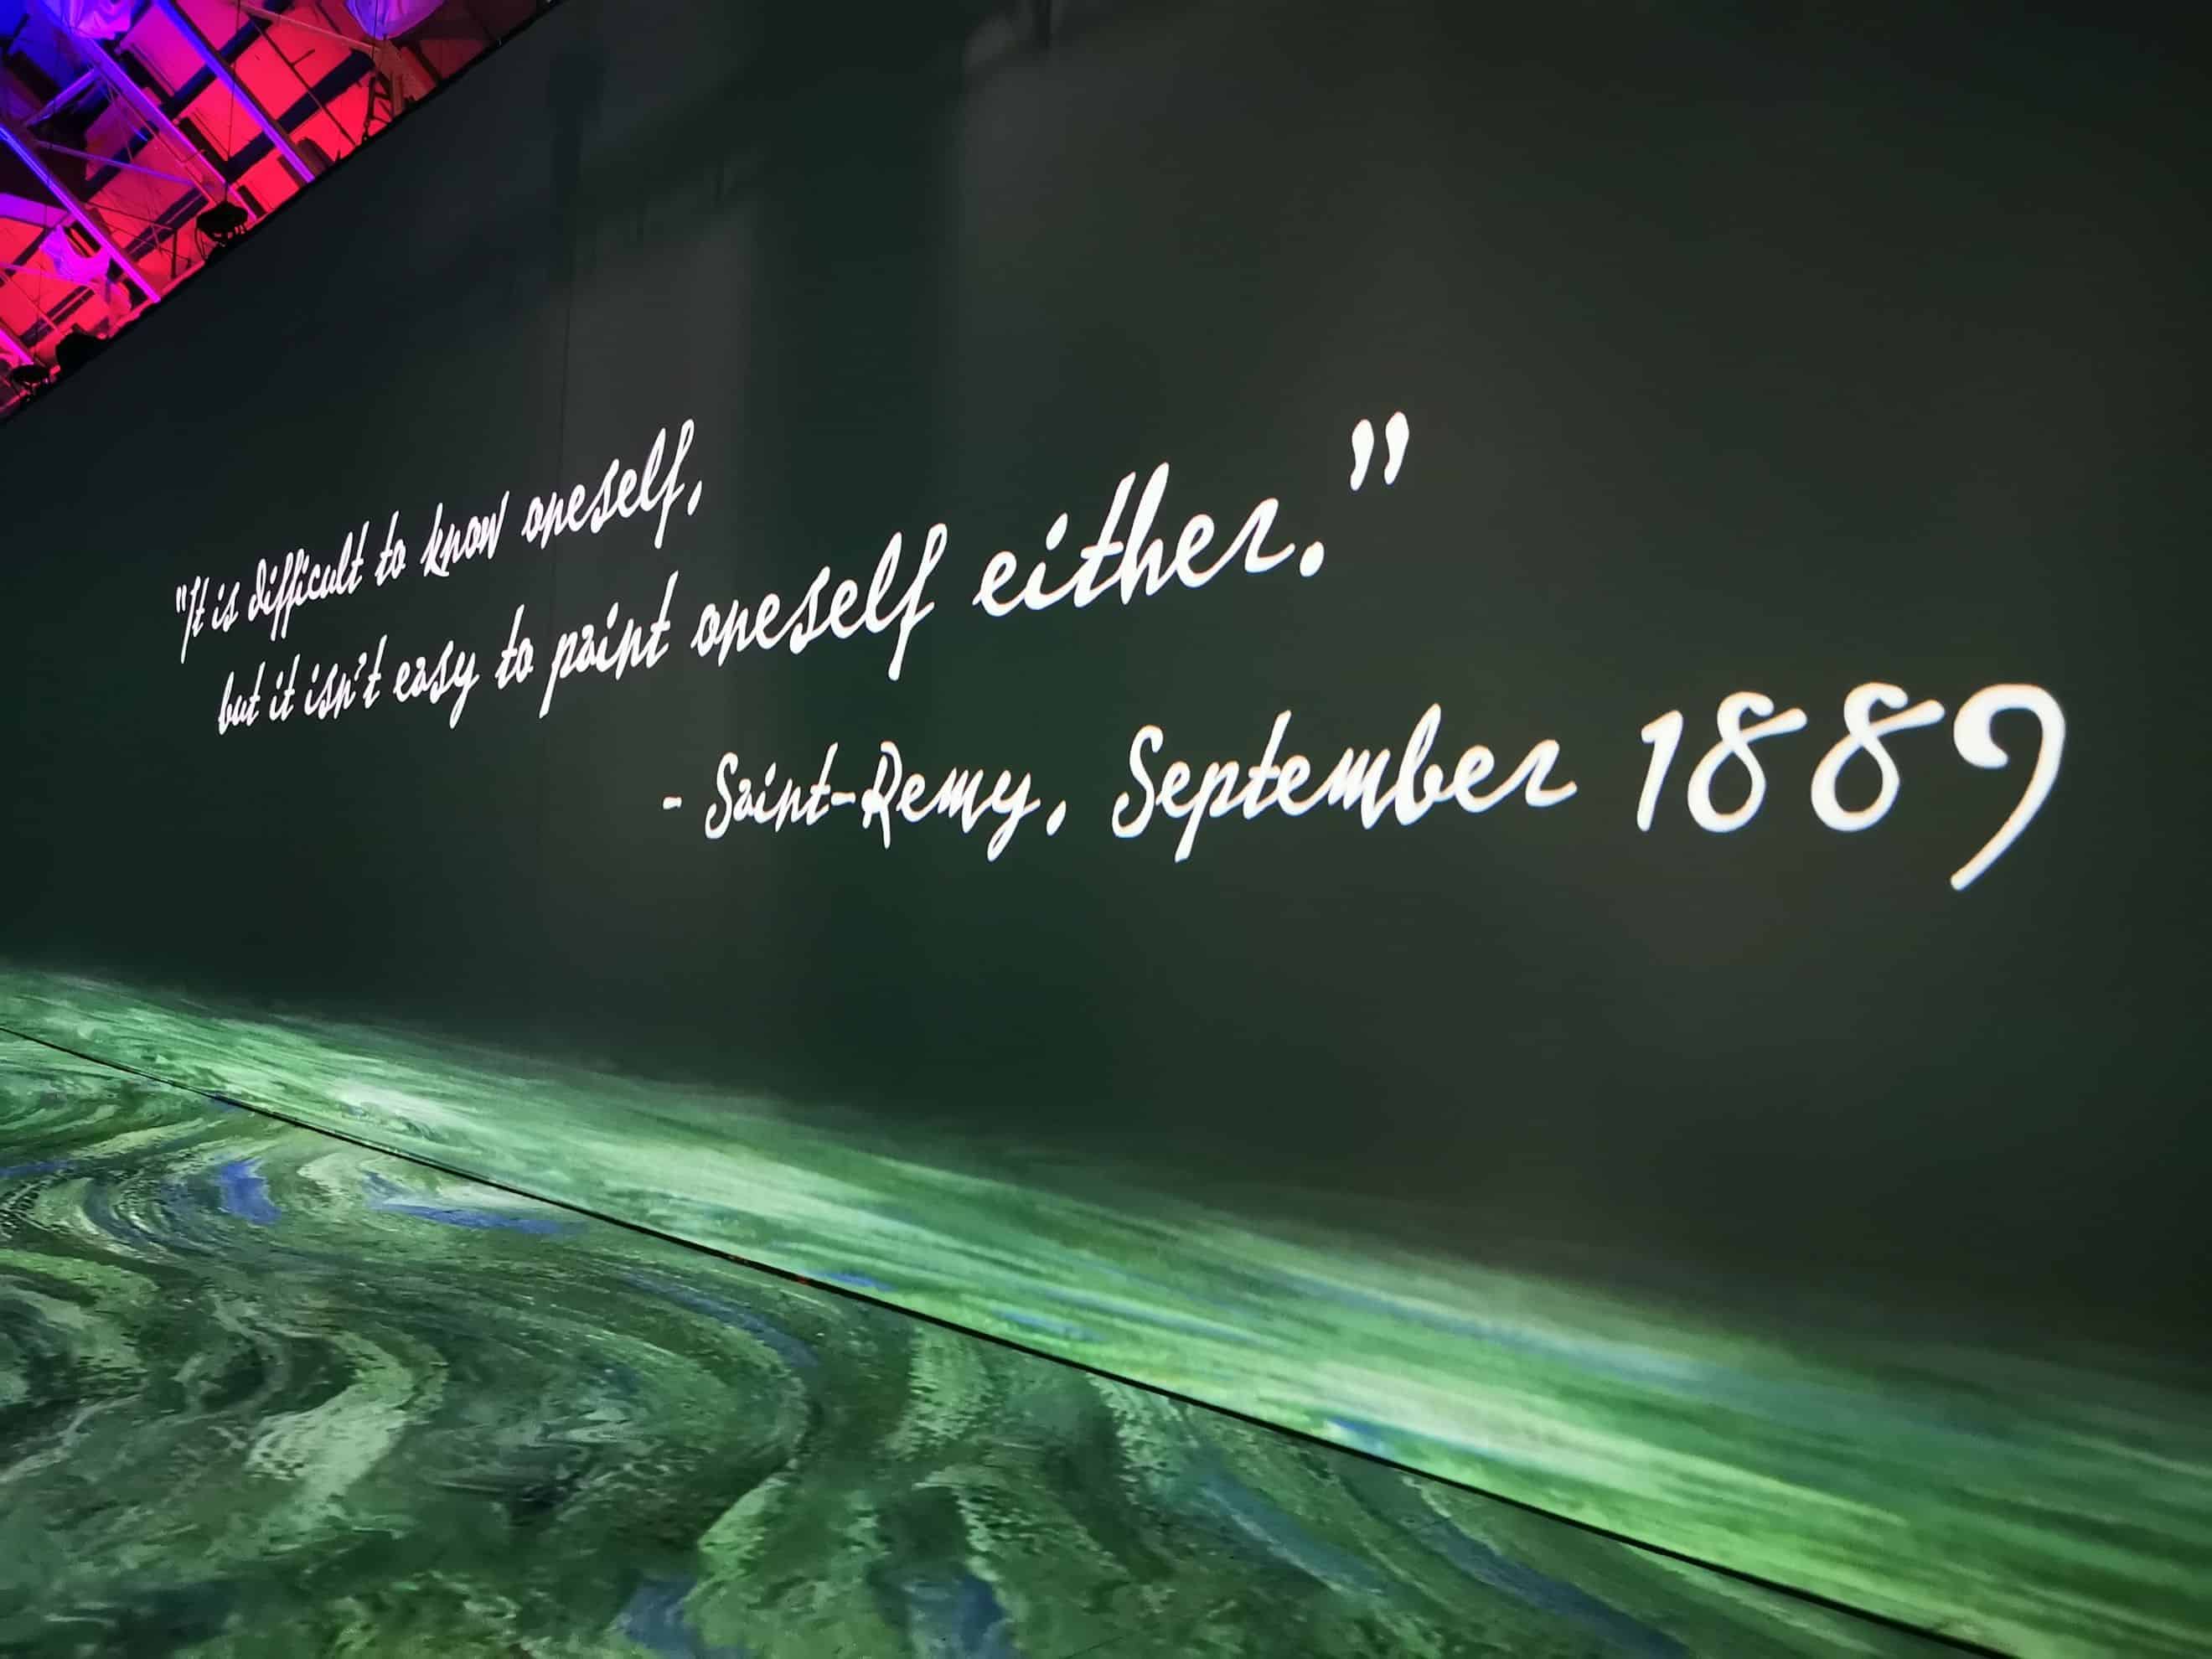 "It is difficult to know oneself,
but it isn't easy to paint oneself either."
- Saint-Remy, September 1889